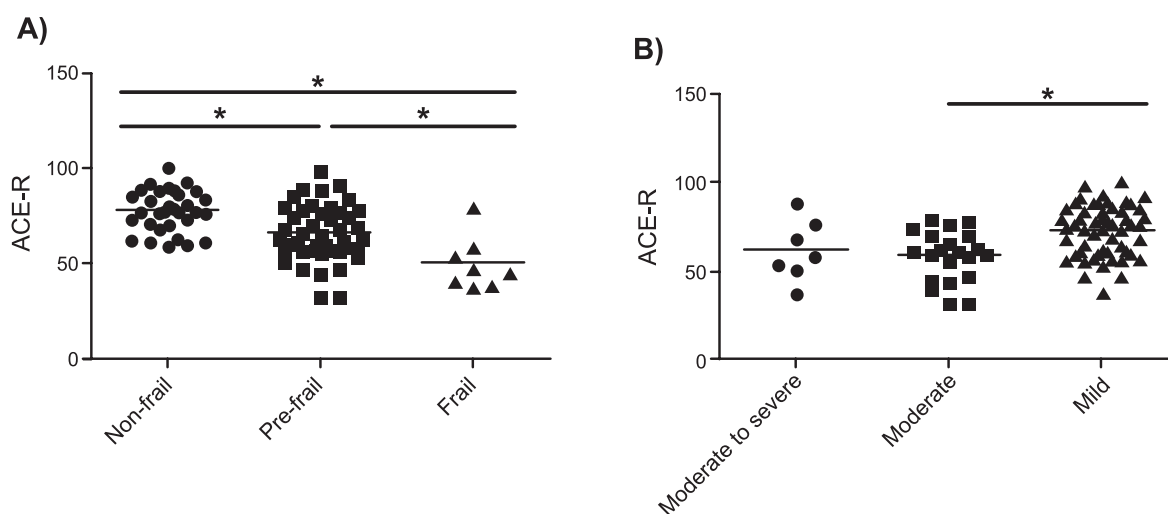 A)
150
100
50
0
ACE-R
*
*
*
Non-frail
Pre-frail
Frail
B)
150
100
50
0
ACE-R
*
Moderate to severe
Moderate
Mild